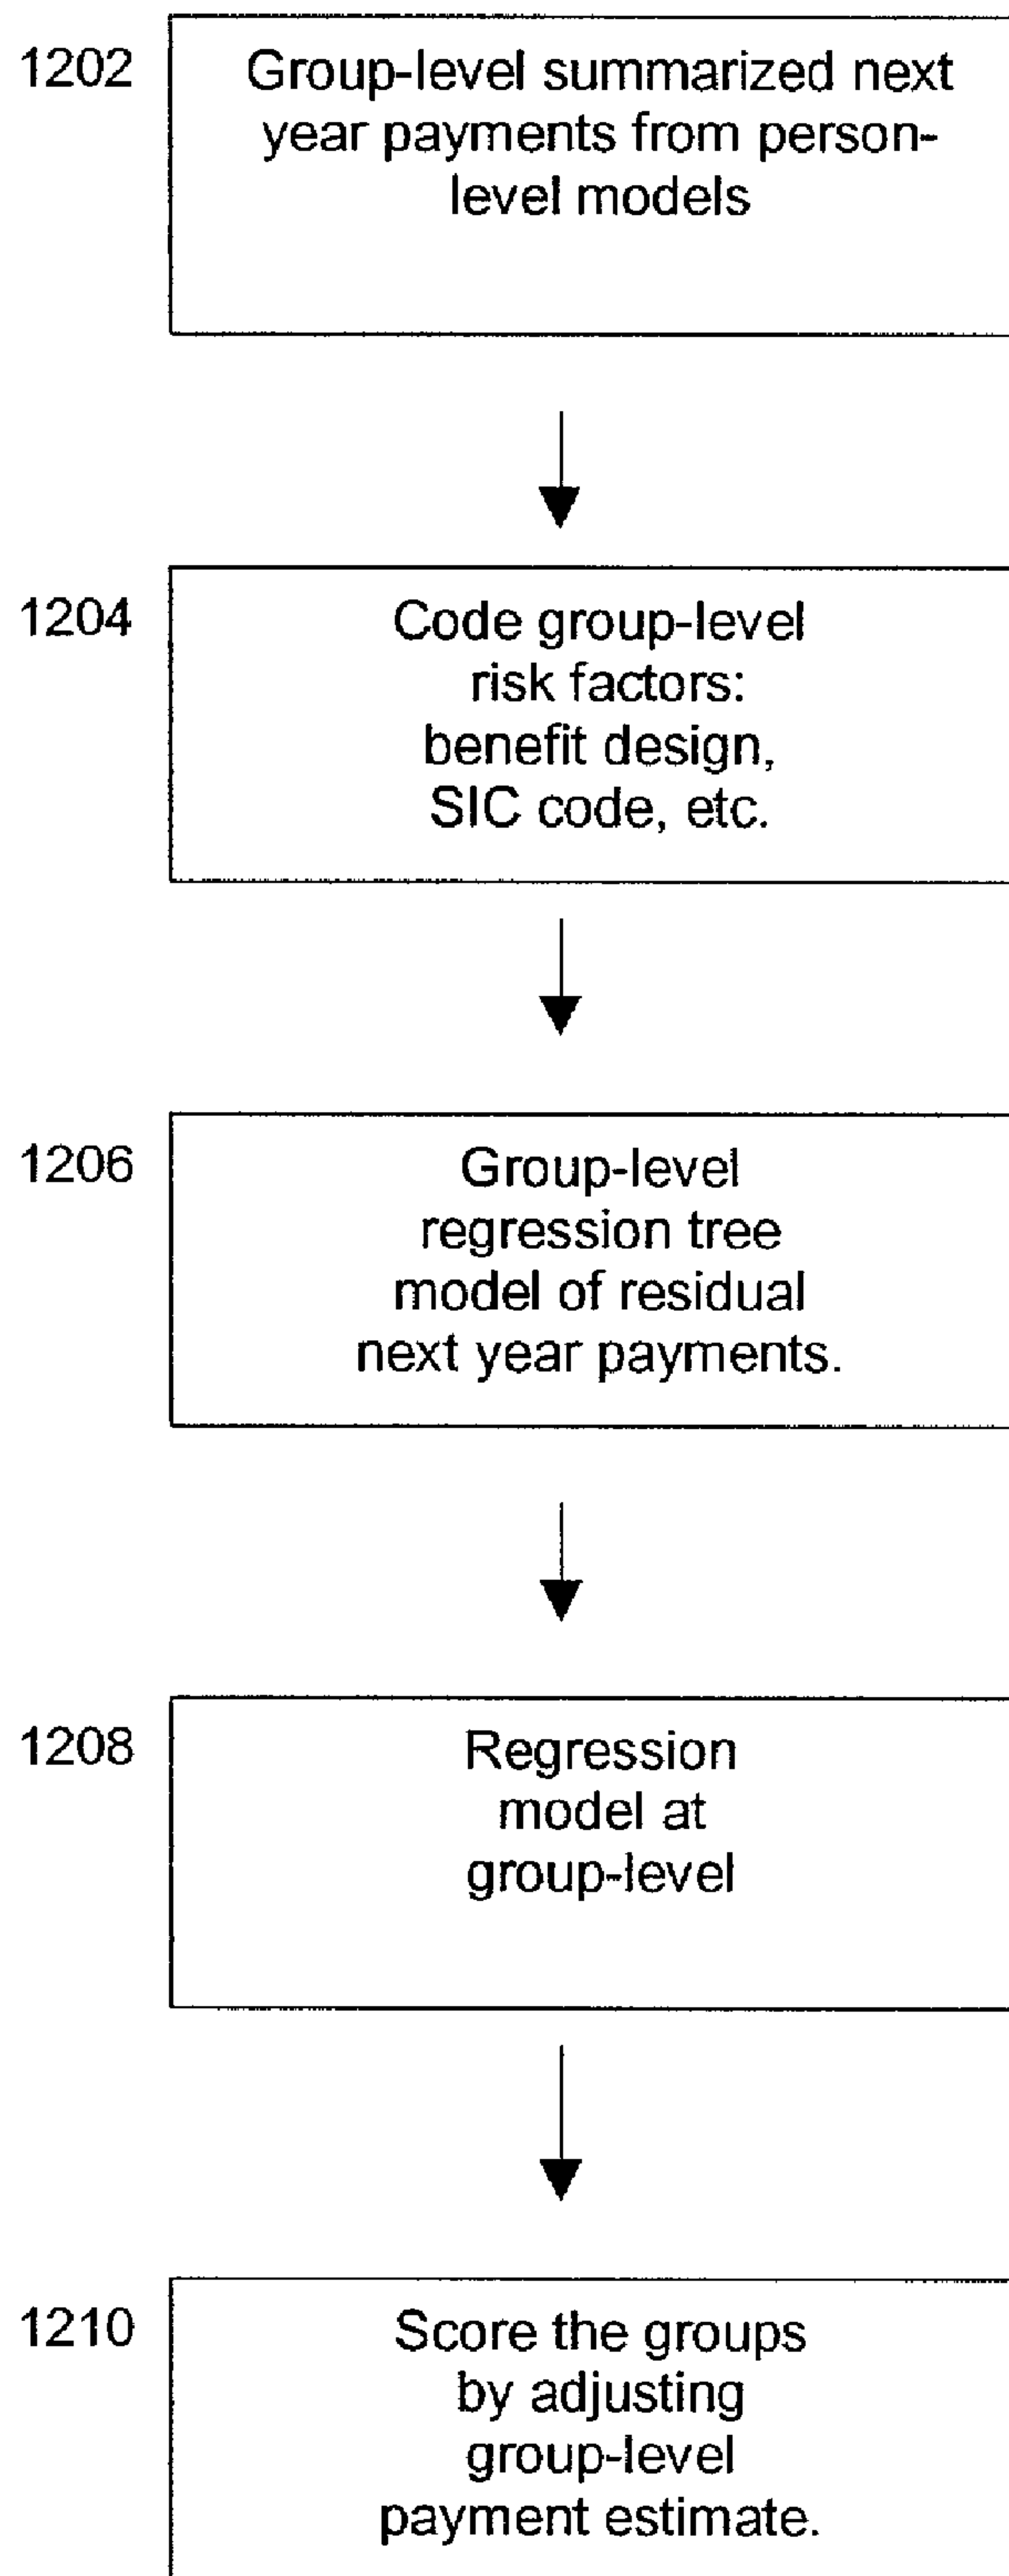 1202
Group-level summarized next
year payments from person-
level models
1204
Code group-level
risk factors:
benefit design,
SIC code, etc.
1206
Group-level
regression tree
model of residual
next year payments.
1208
Regression
model at
group-level
1210
Score the groups
by adjusting
group-level
payment estimate.